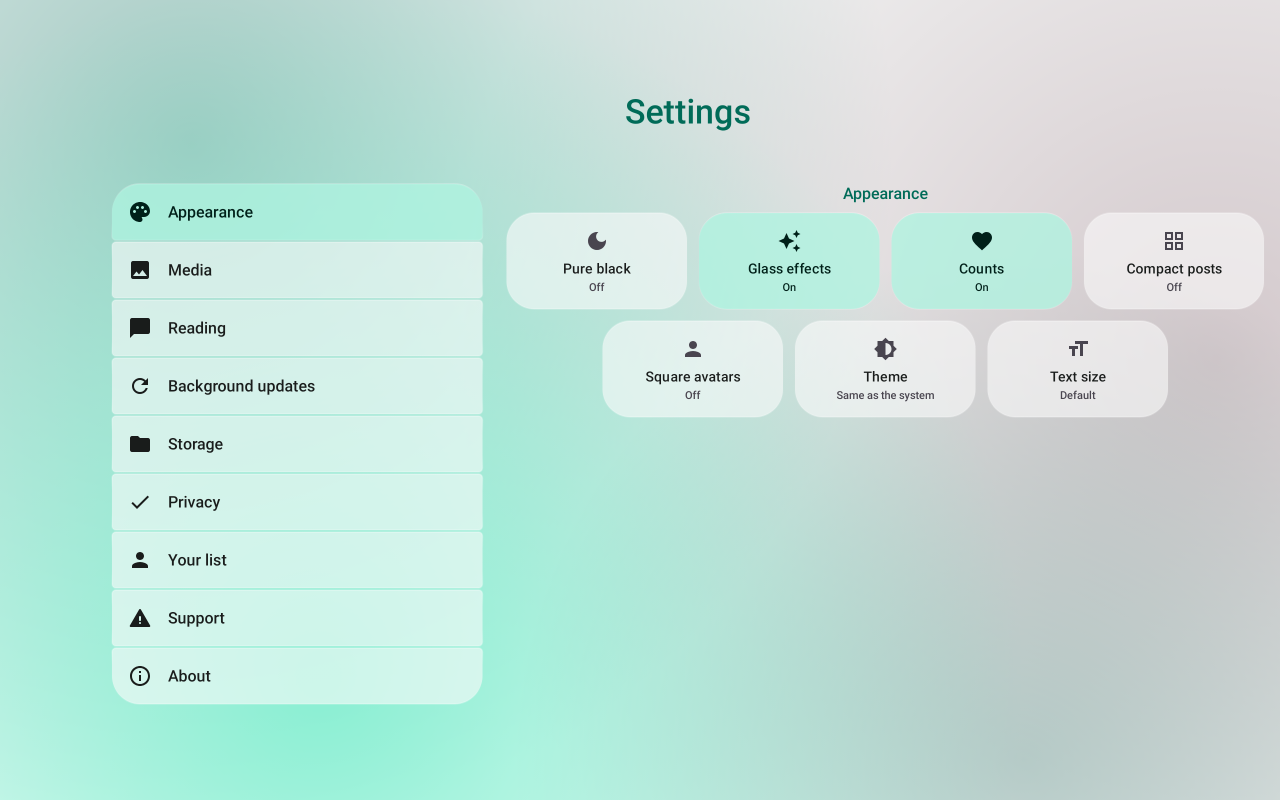 Settings
Appearance
Media
Reading
Background updates
Storage
Privacy
Your list
Support
About
Appearance
Pure black
Off
Glass effects
On
Counts
On
Compact posts
Off
Square avatars
Off
Theme
Same as the system
Text size
Default